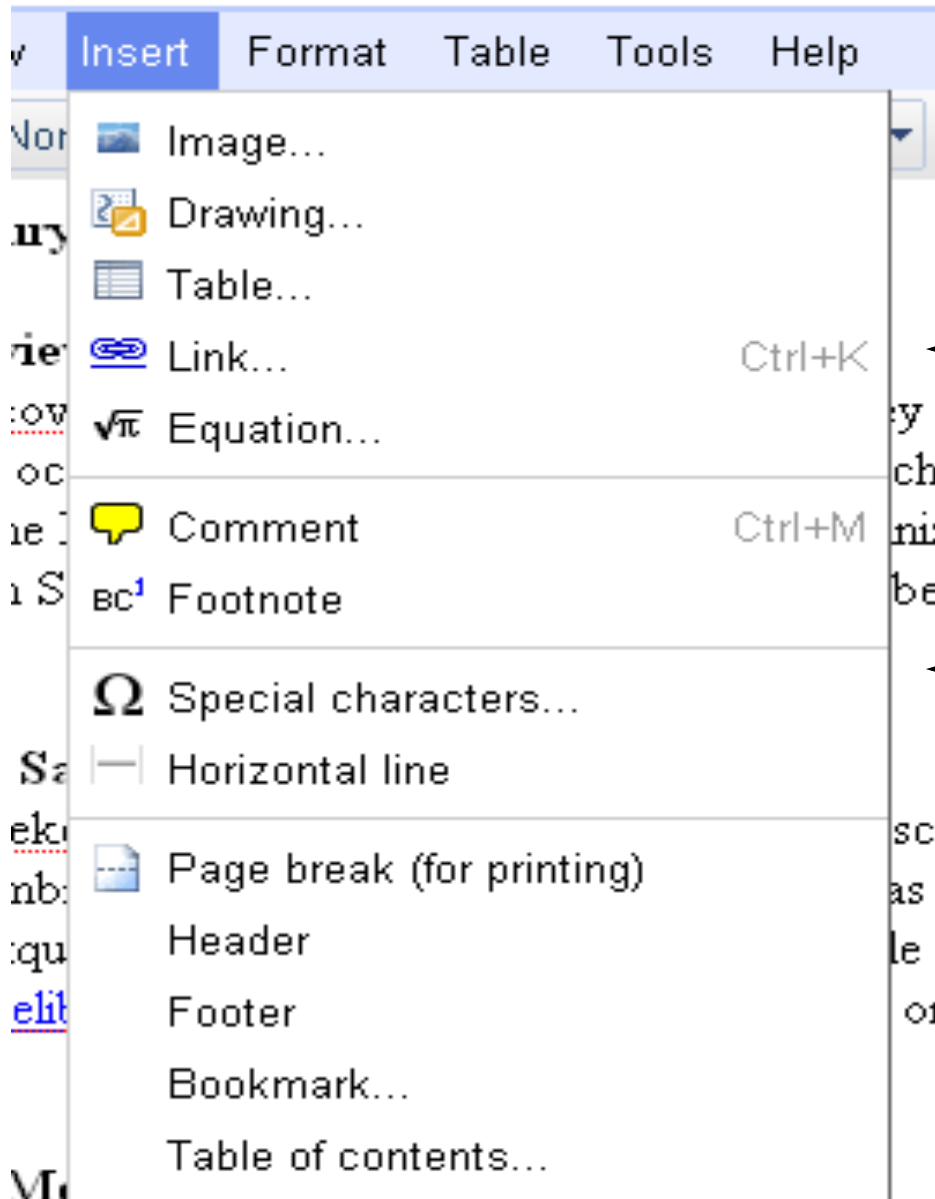 Insert Format Table Tools Help
Image...
Drawing...
Table...
Link... Ctrl+K
Equation...
Comment Ctrl+M
BC¹ Footnote
Ω Special characters...
Horizontal line
Page break (for printing)
Header
Footer
Bookmark...
Table of contents...